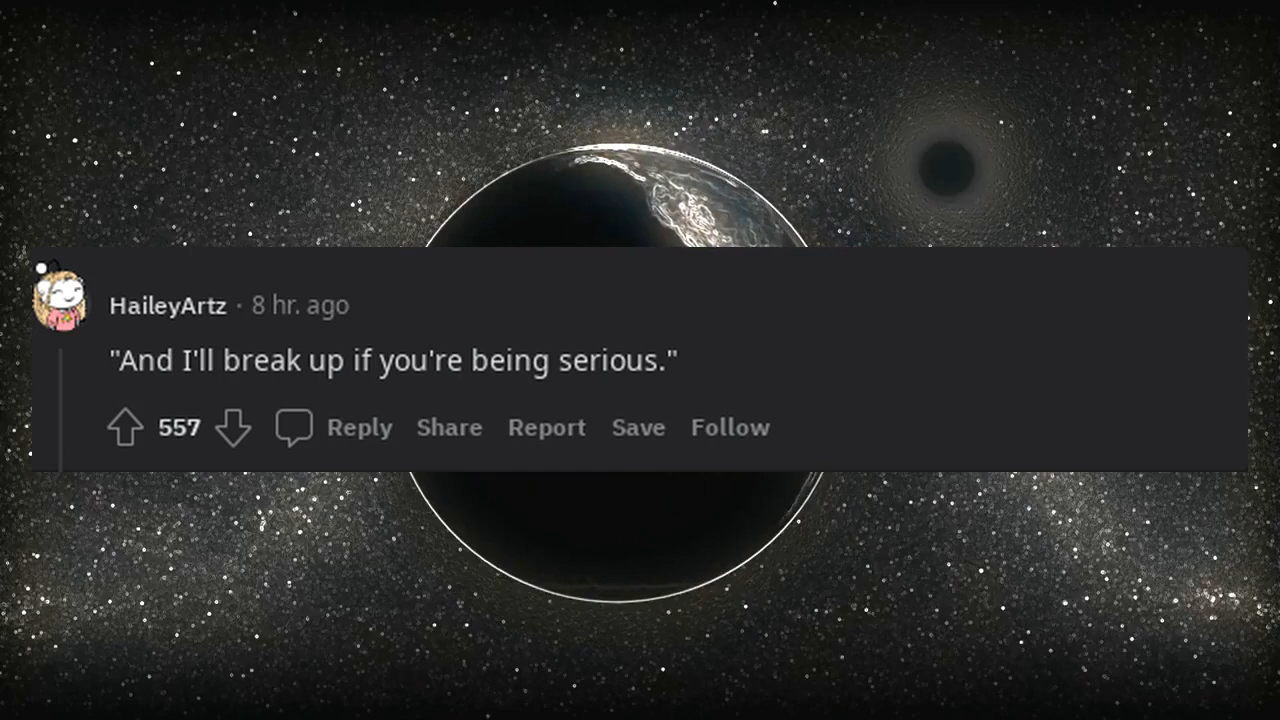 HaileyArtz · 8 hr. ago
"And I'll break up if you're being serious."
557 Reply Share Report Save Follow